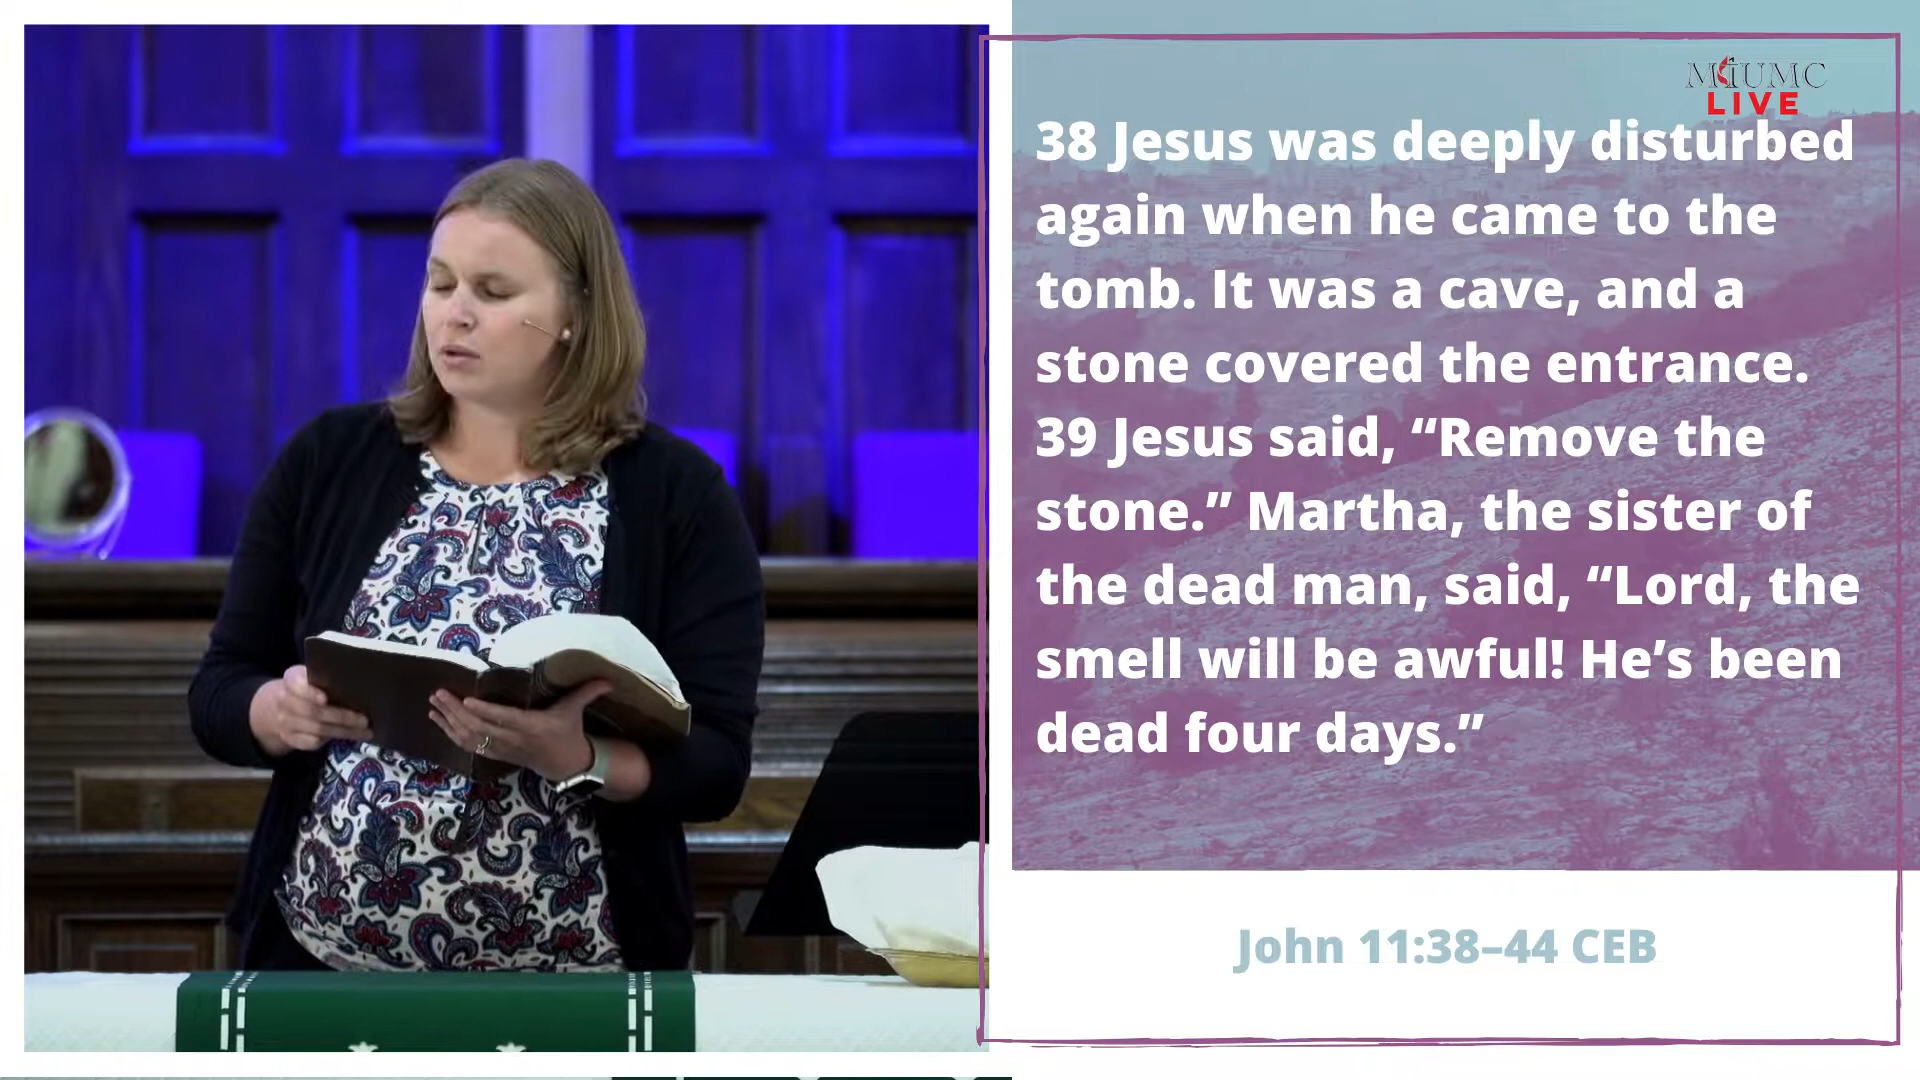 MIUMC
LIVE
38 Jesus was deeply disturbed
again when he came to the
tomb. It was a cave, and a
stone covered the entrance.
39 Jesus said, “Remove the
stone.” Martha, the sister of
the dead man, said, “Lord, the
smell will be awful! He’s been
dead four days.”
John 11:38–44 CEB